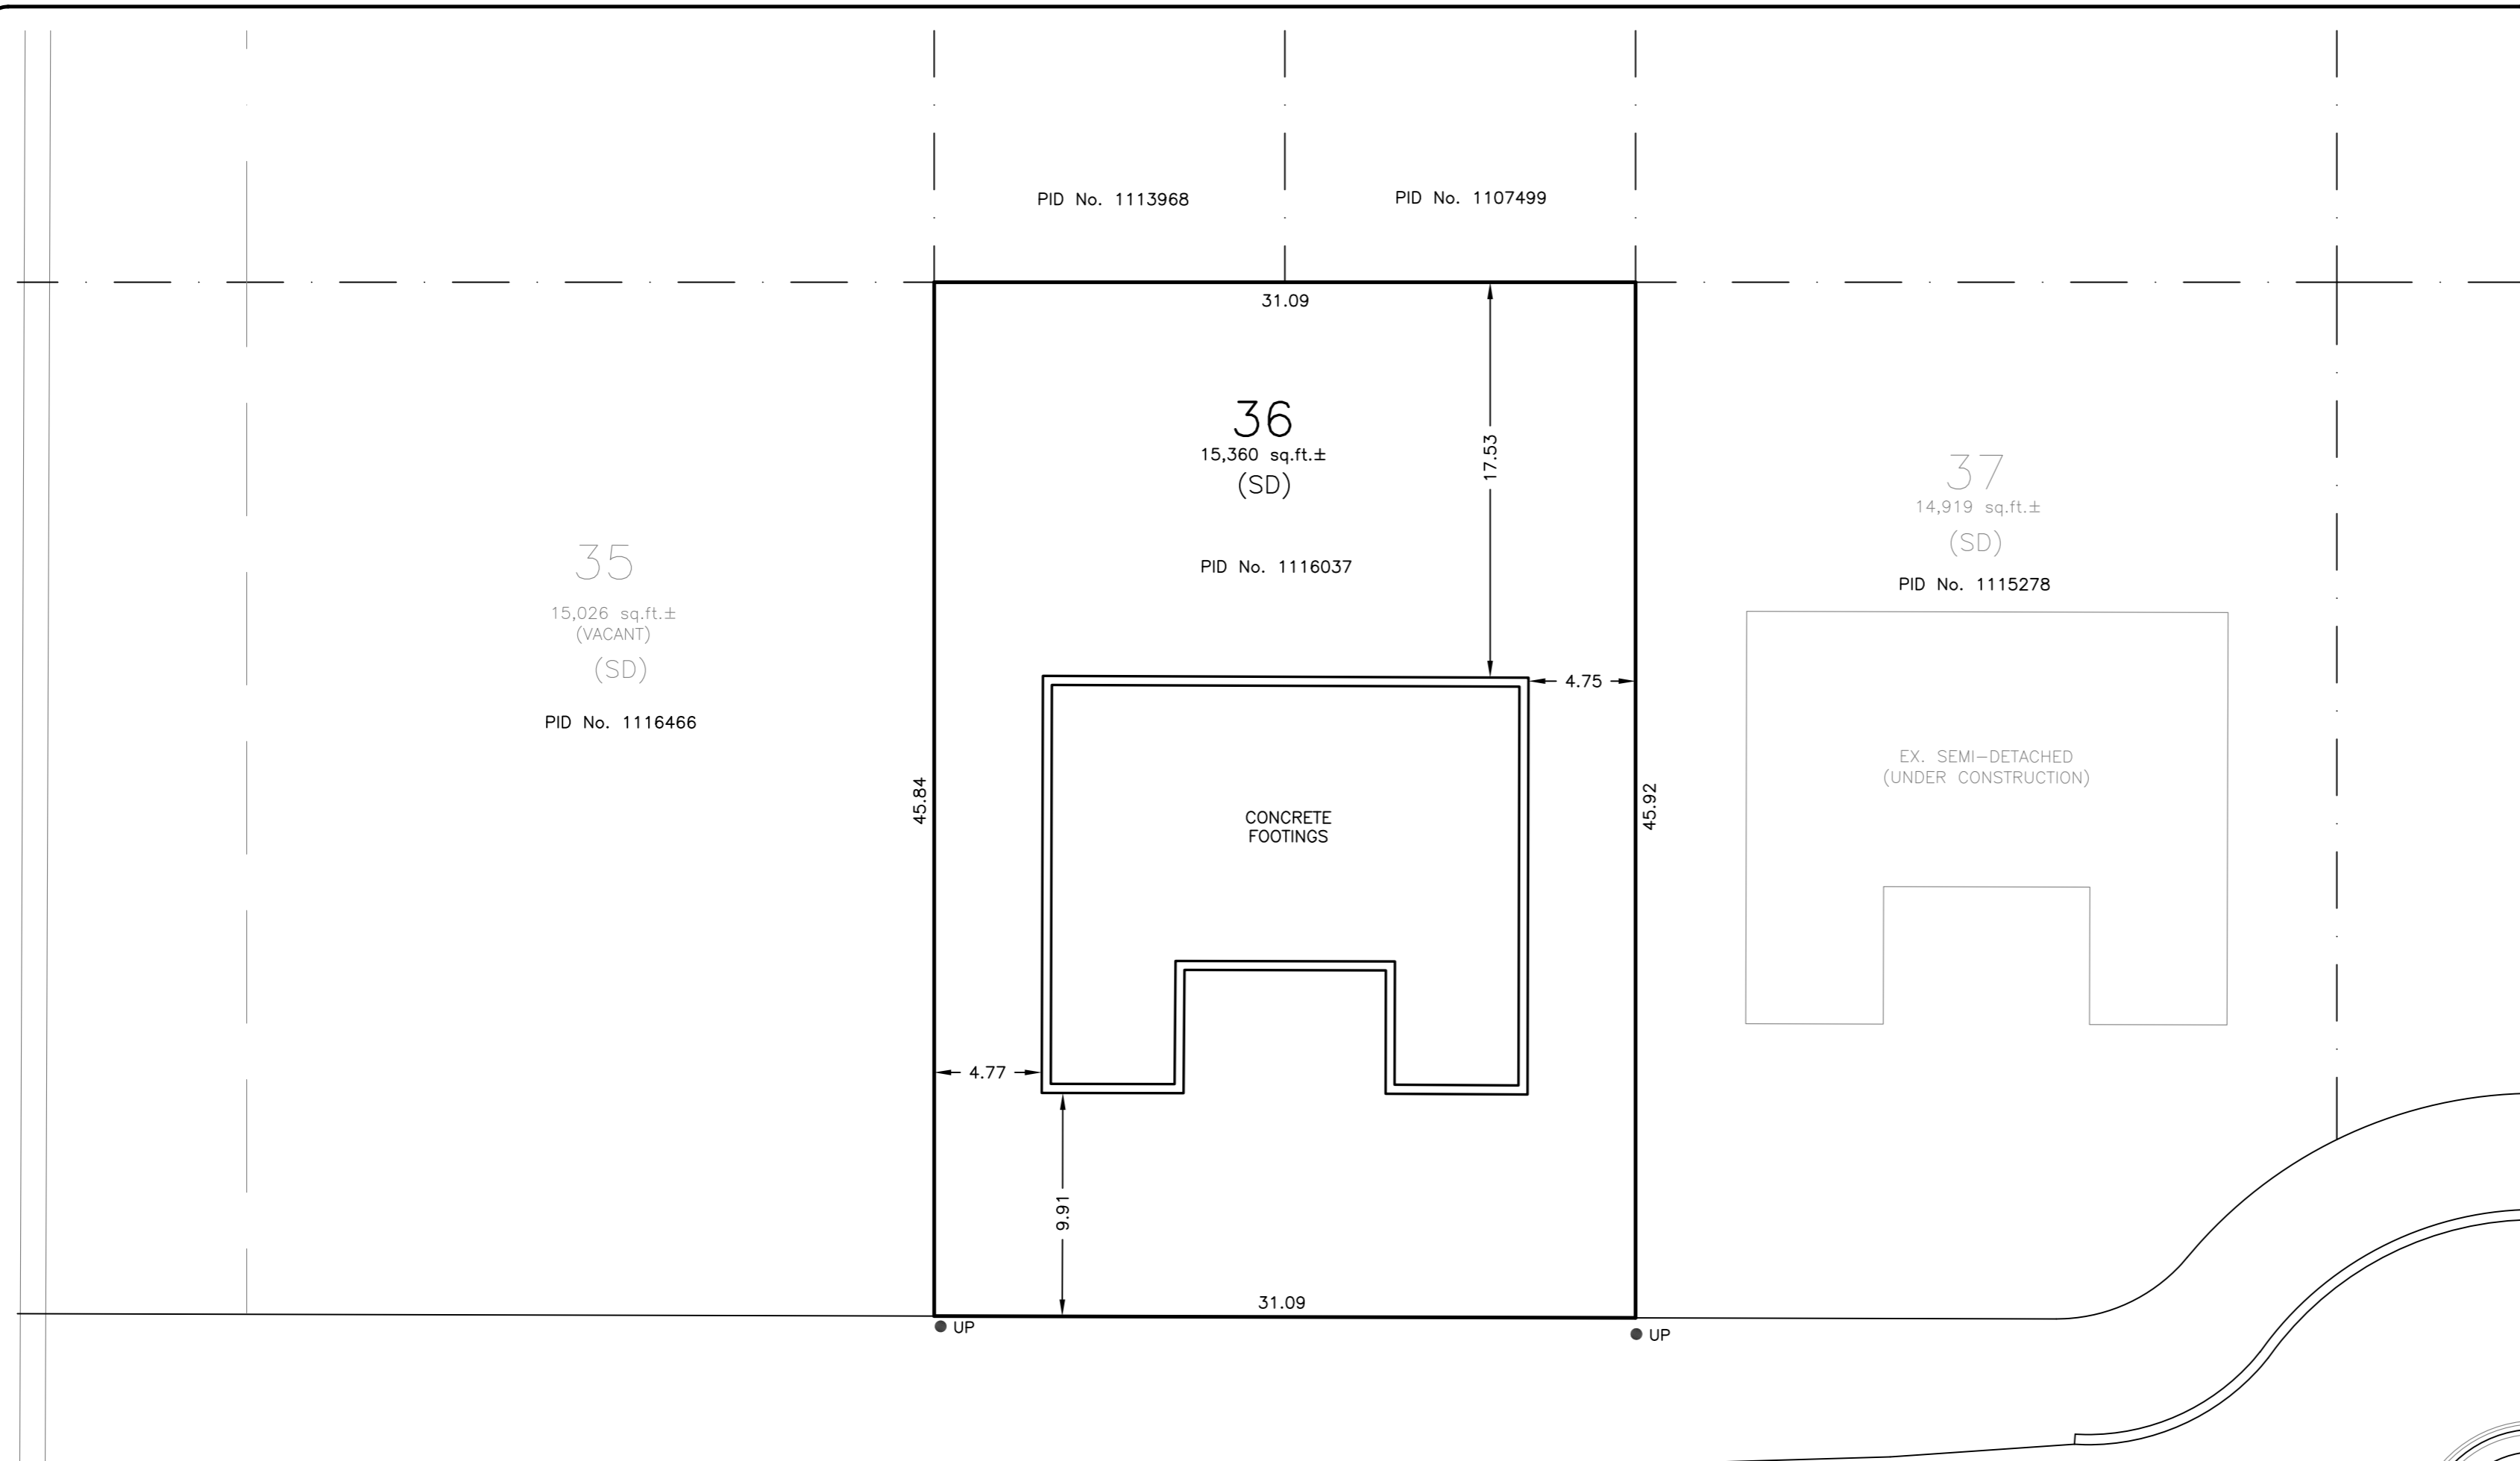 PID No. 1113968
PID No. 1107499
31.09
17.53
36
15,360 sq.ft.±
(SD)
PID No. 1116037
37
14,919 sq.ft.±
(SD)
PID No. 1115278
35
15,026 sq.ft.±
(VACANT)
(SD)
PID No. 1116466
4.75
45.84
45.92
EX. SEMI-DETACHED
(UNDER CONSTRUCTION)
CONCRETE
FOOTINGS
4.77
9.91
31.09
UP
UP